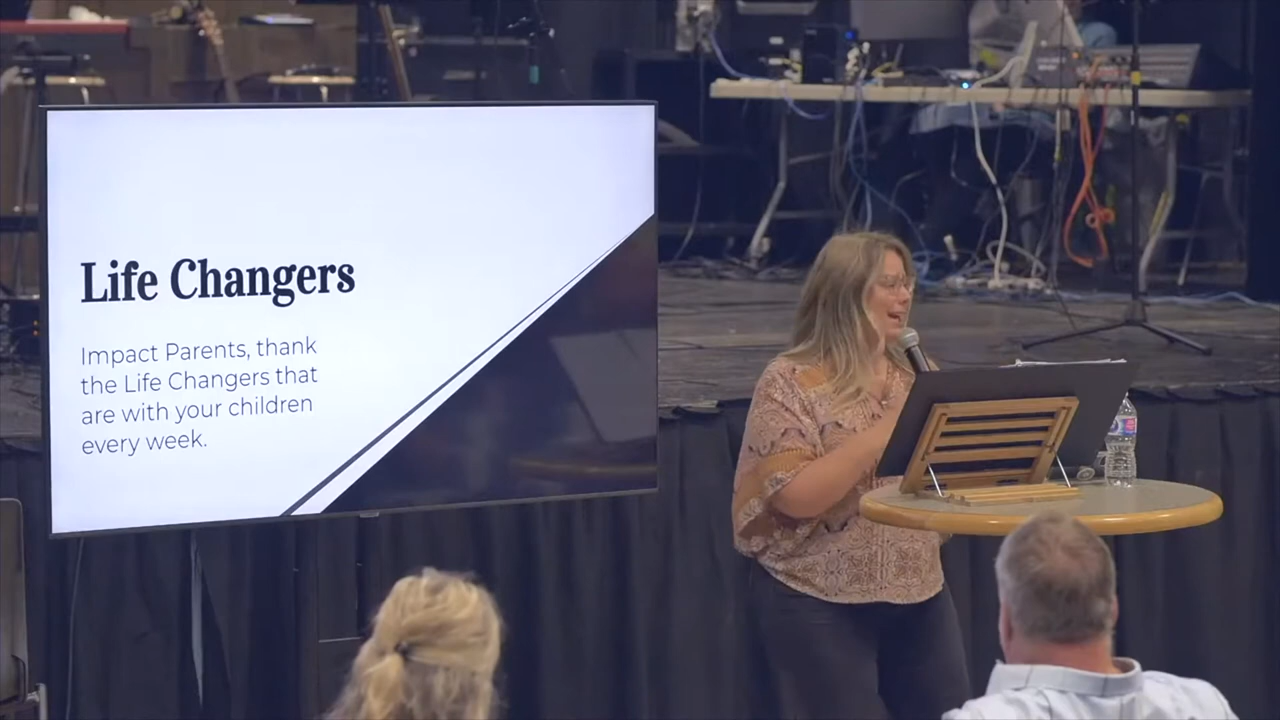 Life Changers
Impact Parents, thank
the Life Changers that
are with your children
every week.